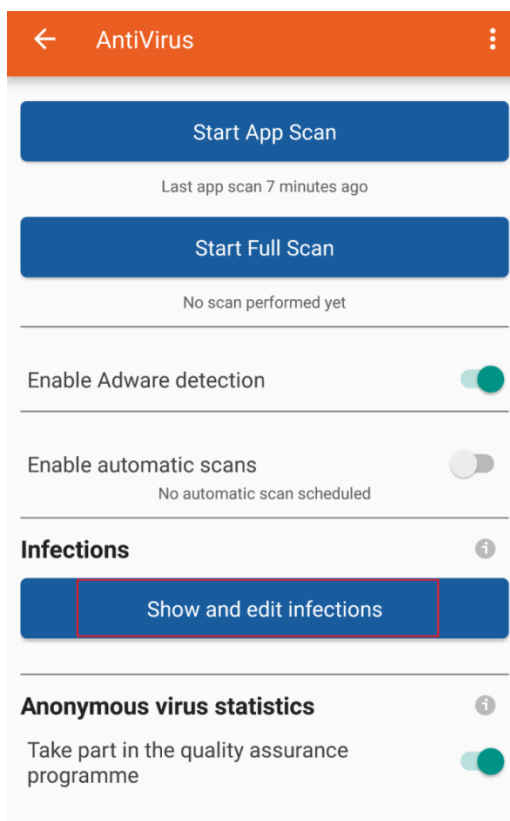 AntiVirus
Start App Scan
Last app scan 7 minutes ago
Start Full Scan
No scan performed yet
Enable Adware detection
Enable automatic scans
No automatic scan scheduled
Infections
Show and edit infections
Anonymous virus statistics
Take part in the quality assurance
programme